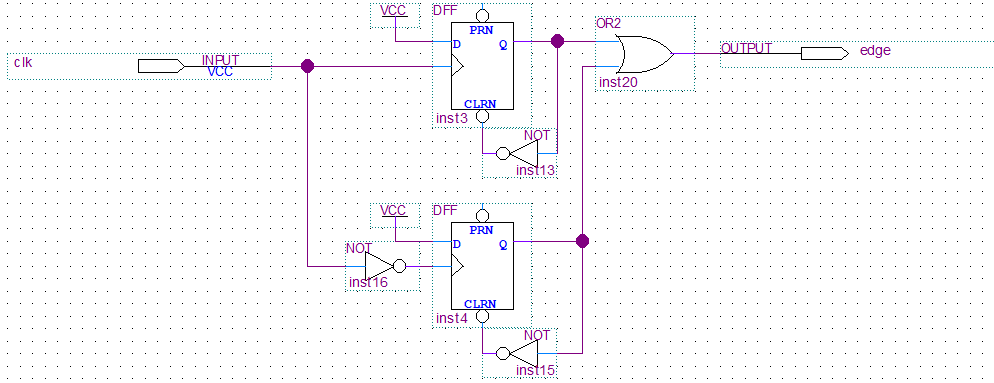 VCC
DFF
PRN
D
Q
CLRN
inst3
OR2
inst20
clk
INPUT
VCC
OUTPUT
edge
NOT
inst13
VCC
DFF
PRN
D
Q
CLRN
inst4
NOT
inst16
NOT
inst15